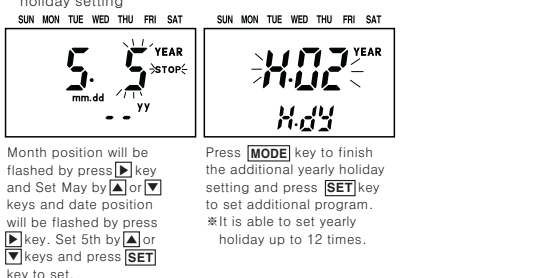 holiday setting
SUN MON TUE WED THU FRI SAT
5. 5 YEAR
STOP
mm.dd
yy
--
Month position will be
flashed by press ▶ key
and Set May by ▲ or ▼
keys and date position
will be flashed by press
▶ key. Set 5th by ▲ or
▼ keys and press SET
key to set.
SUN MON TUE WED THU FRI SAT
H.02 YEAR
H.dY
Press MODE key to finish
the additional yearly holiday
setting and press SET key
to set additional program.
※It is able to set yearly
holiday up to 12 times.